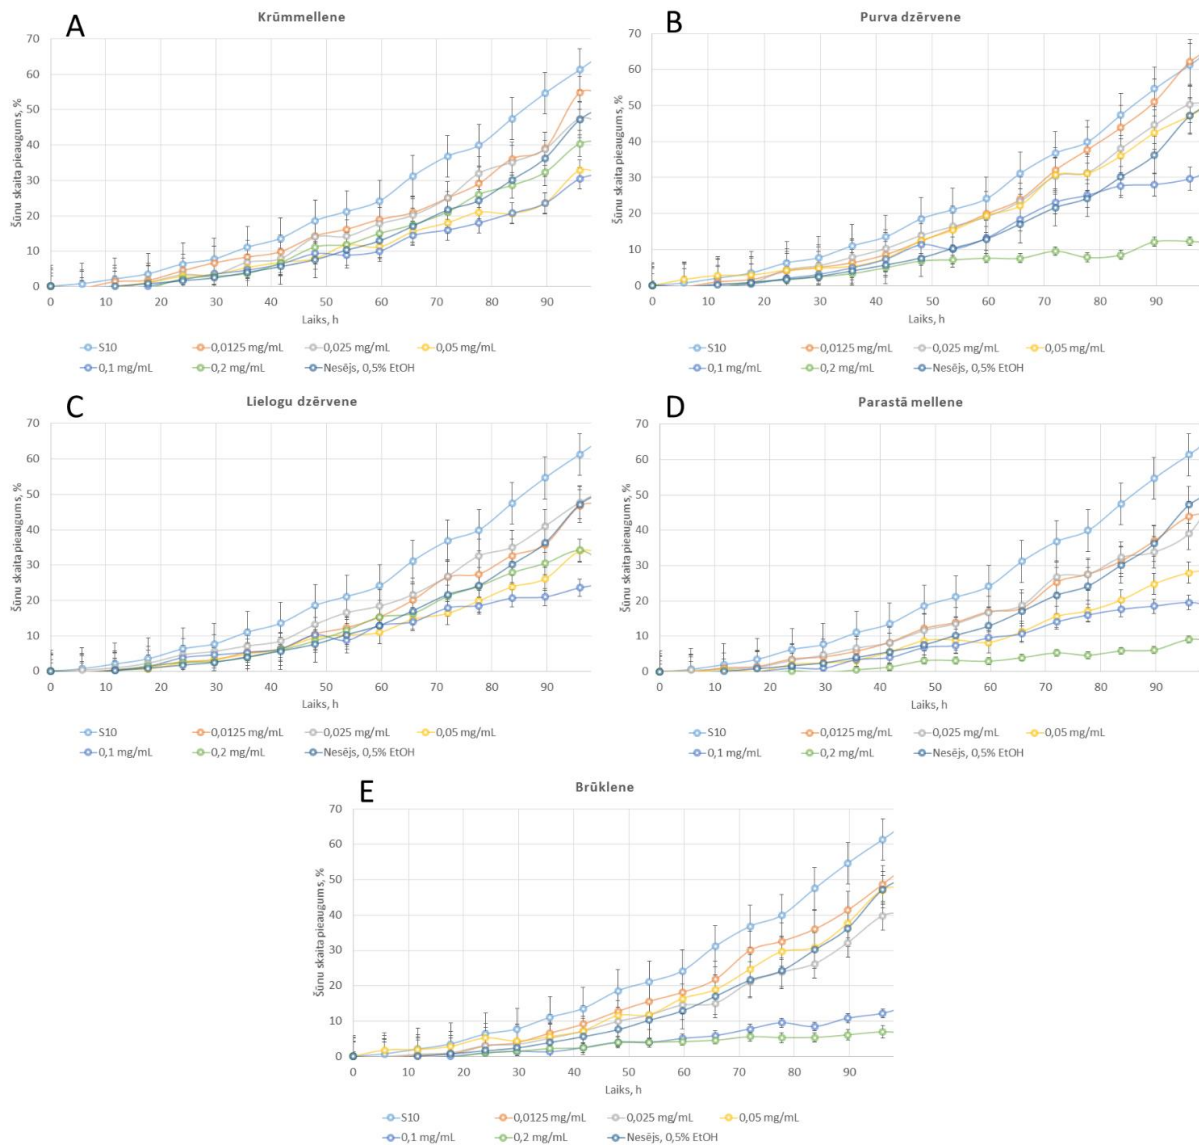 A
Krūmmellene
Šūnu skaita pieaugums, %
70
60
50
40
30
20
10
0
0 10 20 30 40 50 60 70 80 90
Laiks, h
S10 0,0125 mg/mL 0,025 mg/mL 0,05 mg/mL
0,1 mg/mL 0,2 mg/mL Nesējs, 0,5% EtOH
B
Purva dzērvene
Šūnu skaita pieaugums, %
70
60
50
40
30
20
10
0
0 10 20 30 40 50 60 70 80 90
Laiks, h
S10 0,0125 mg/mL 0,025 mg/mL 0,05 mg/mL
0,1 mg/mL 0,2 mg/mL Nesējs, 0,5% EtOH
C
Lielogu dzērvene
Šūnu skaita pieaugums, %
70
60
50
40
30
20
10
0
0 10 20 30 40 50 60 70 80 90
Laiks, h
S10 0,0125 mg/mL 0,025 mg/mL 0,05 mg/mL
0,1 mg/mL 0,2 mg/mL Nesējs, 0,5% EtOH
D
Parastā mellene
Šūnu skaita pieaugums, %
70
60
50
40
30
20
10
0
0 10 20 30 40 50 60 70 80 90
Laiks, h
S10 0,0125 mg/mL 0,025 mg/mL 0,05 mg/mL
0,1 mg/mL 0,2 mg/mL Nesējs, 0,5% EtOH
E
Brūklene
Šūnu skaita pieaugums, %
70
60
50
40
30
20
10
0
0 10 20 30 40 50 60 70 80 90
Laiks, h
S10 0,0125 mg/mL 0,025 mg/mL 0,05 mg/mL
0,1 mg/mL 0,2 mg/mL Nesējs, 0,5% EtOH